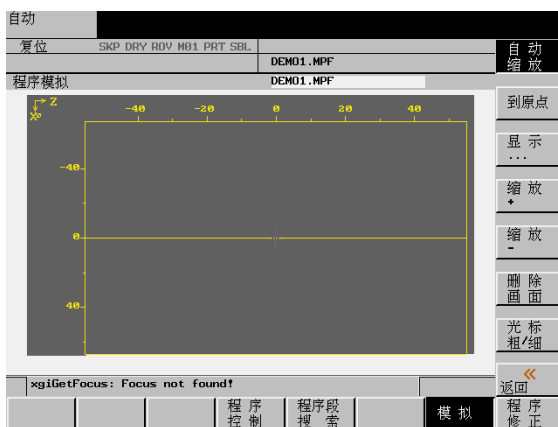 自动
复位 SKP DRY ROV M01 PRT SBL
DEMO1.MPF
程序模拟 DEMO1.MPF
Z
X
-40 -20 0 20 40
-40
0
40
自动
缩放
到原点
显示
...
缩放
+
缩放
-
删除
画面
光标
粗/细
«
返回
xgiGetFocus: Focus not found!
程序
控制
程序段
搜索
模拟
程序
修正